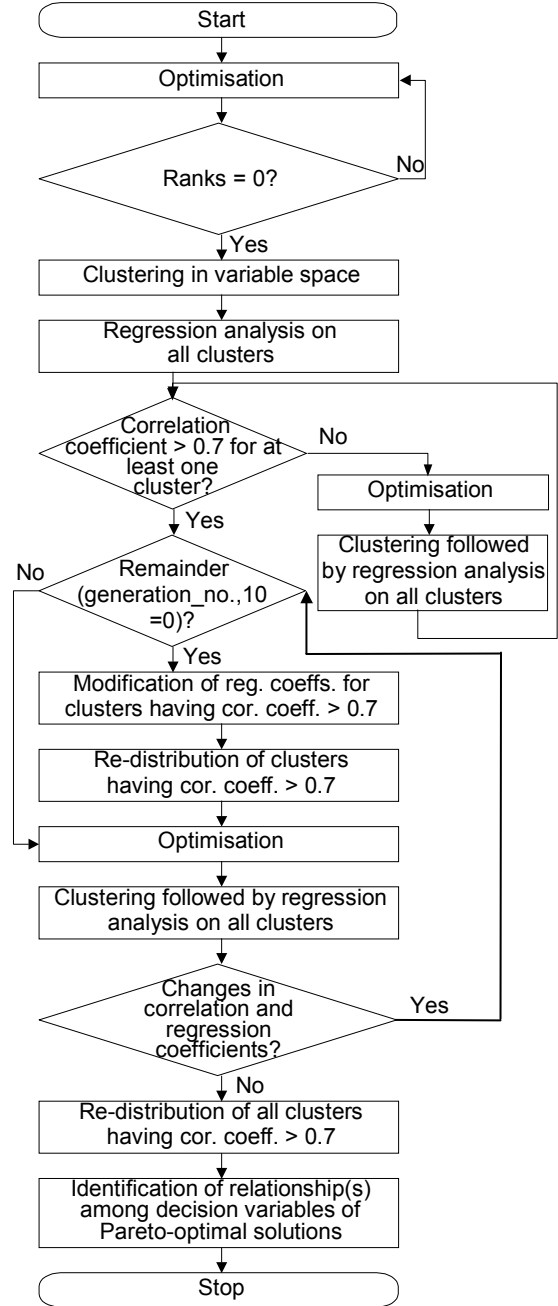 Start
Optimisation
No
Ranks = 0?
Yes
Clustering in variable space
Regression analysis on
all clusters
Correlation
coefficient > 0.7 for at
least one
cluster?
No
Optimisation
Yes
Clustering followed
by regression analysis
on all clusters
No
Remainder
(generation_no.,10
=0)?
Yes
Modification of reg. coeffs. for
clusters having cor. coeff. > 0.7
Re-distribution of clusters
having cor. coeff. > 0.7
Optimisation
Clustering followed by regression
analysis on all clusters
Changes in
correlation and
regression
coefficients?
Yes
No
Re-distribution of all clusters
having cor. coeff. > 0.7
Identification of relationship(s)
among decision variables of
Pareto-optimal solutions
Stop